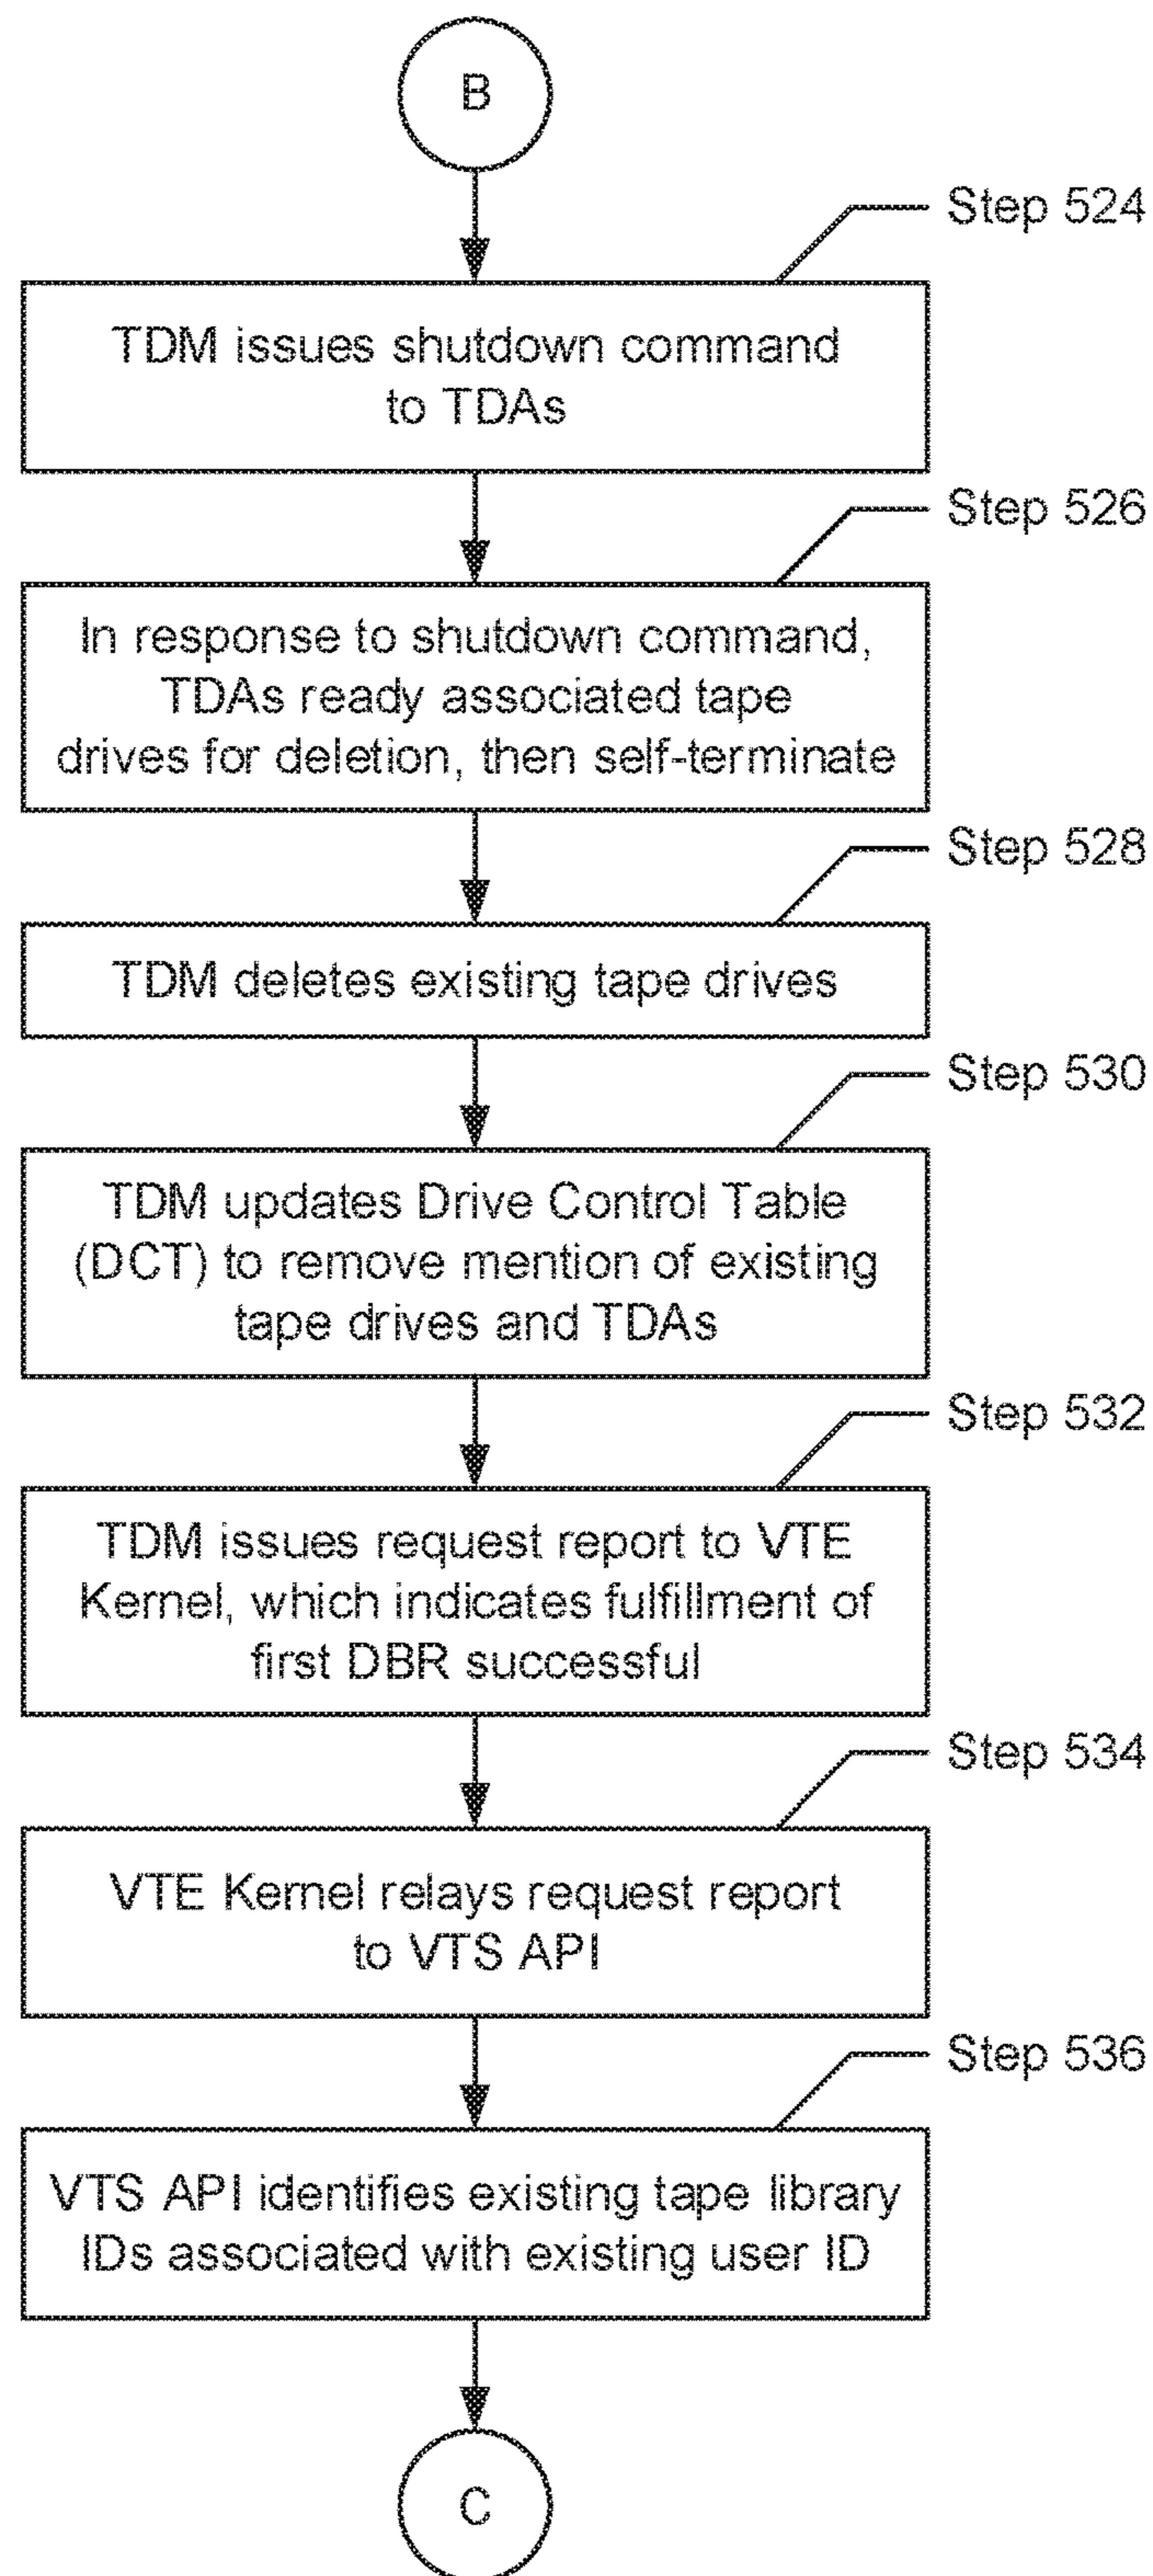 B
Step 524
TDM issues shutdown command
to TDAs
Step 526
In response to shutdown command,
TDAs ready associated tape
drives for deletion, then self-terminate
Step 528
TDM deletes existing tape drives
Step 530
TDM updates Drive Control Table
(DCT) to remove mention of existing
tape drives and TDAs
Step 532
TDM issues request report to VTE
Kernel, which indicates fulfillment of
first DBR successful
Step 534
VTE Kernel relays request report
to VTS API
Step 536
VTS API identifies existing tape library
IDs associated with existing user ID
C